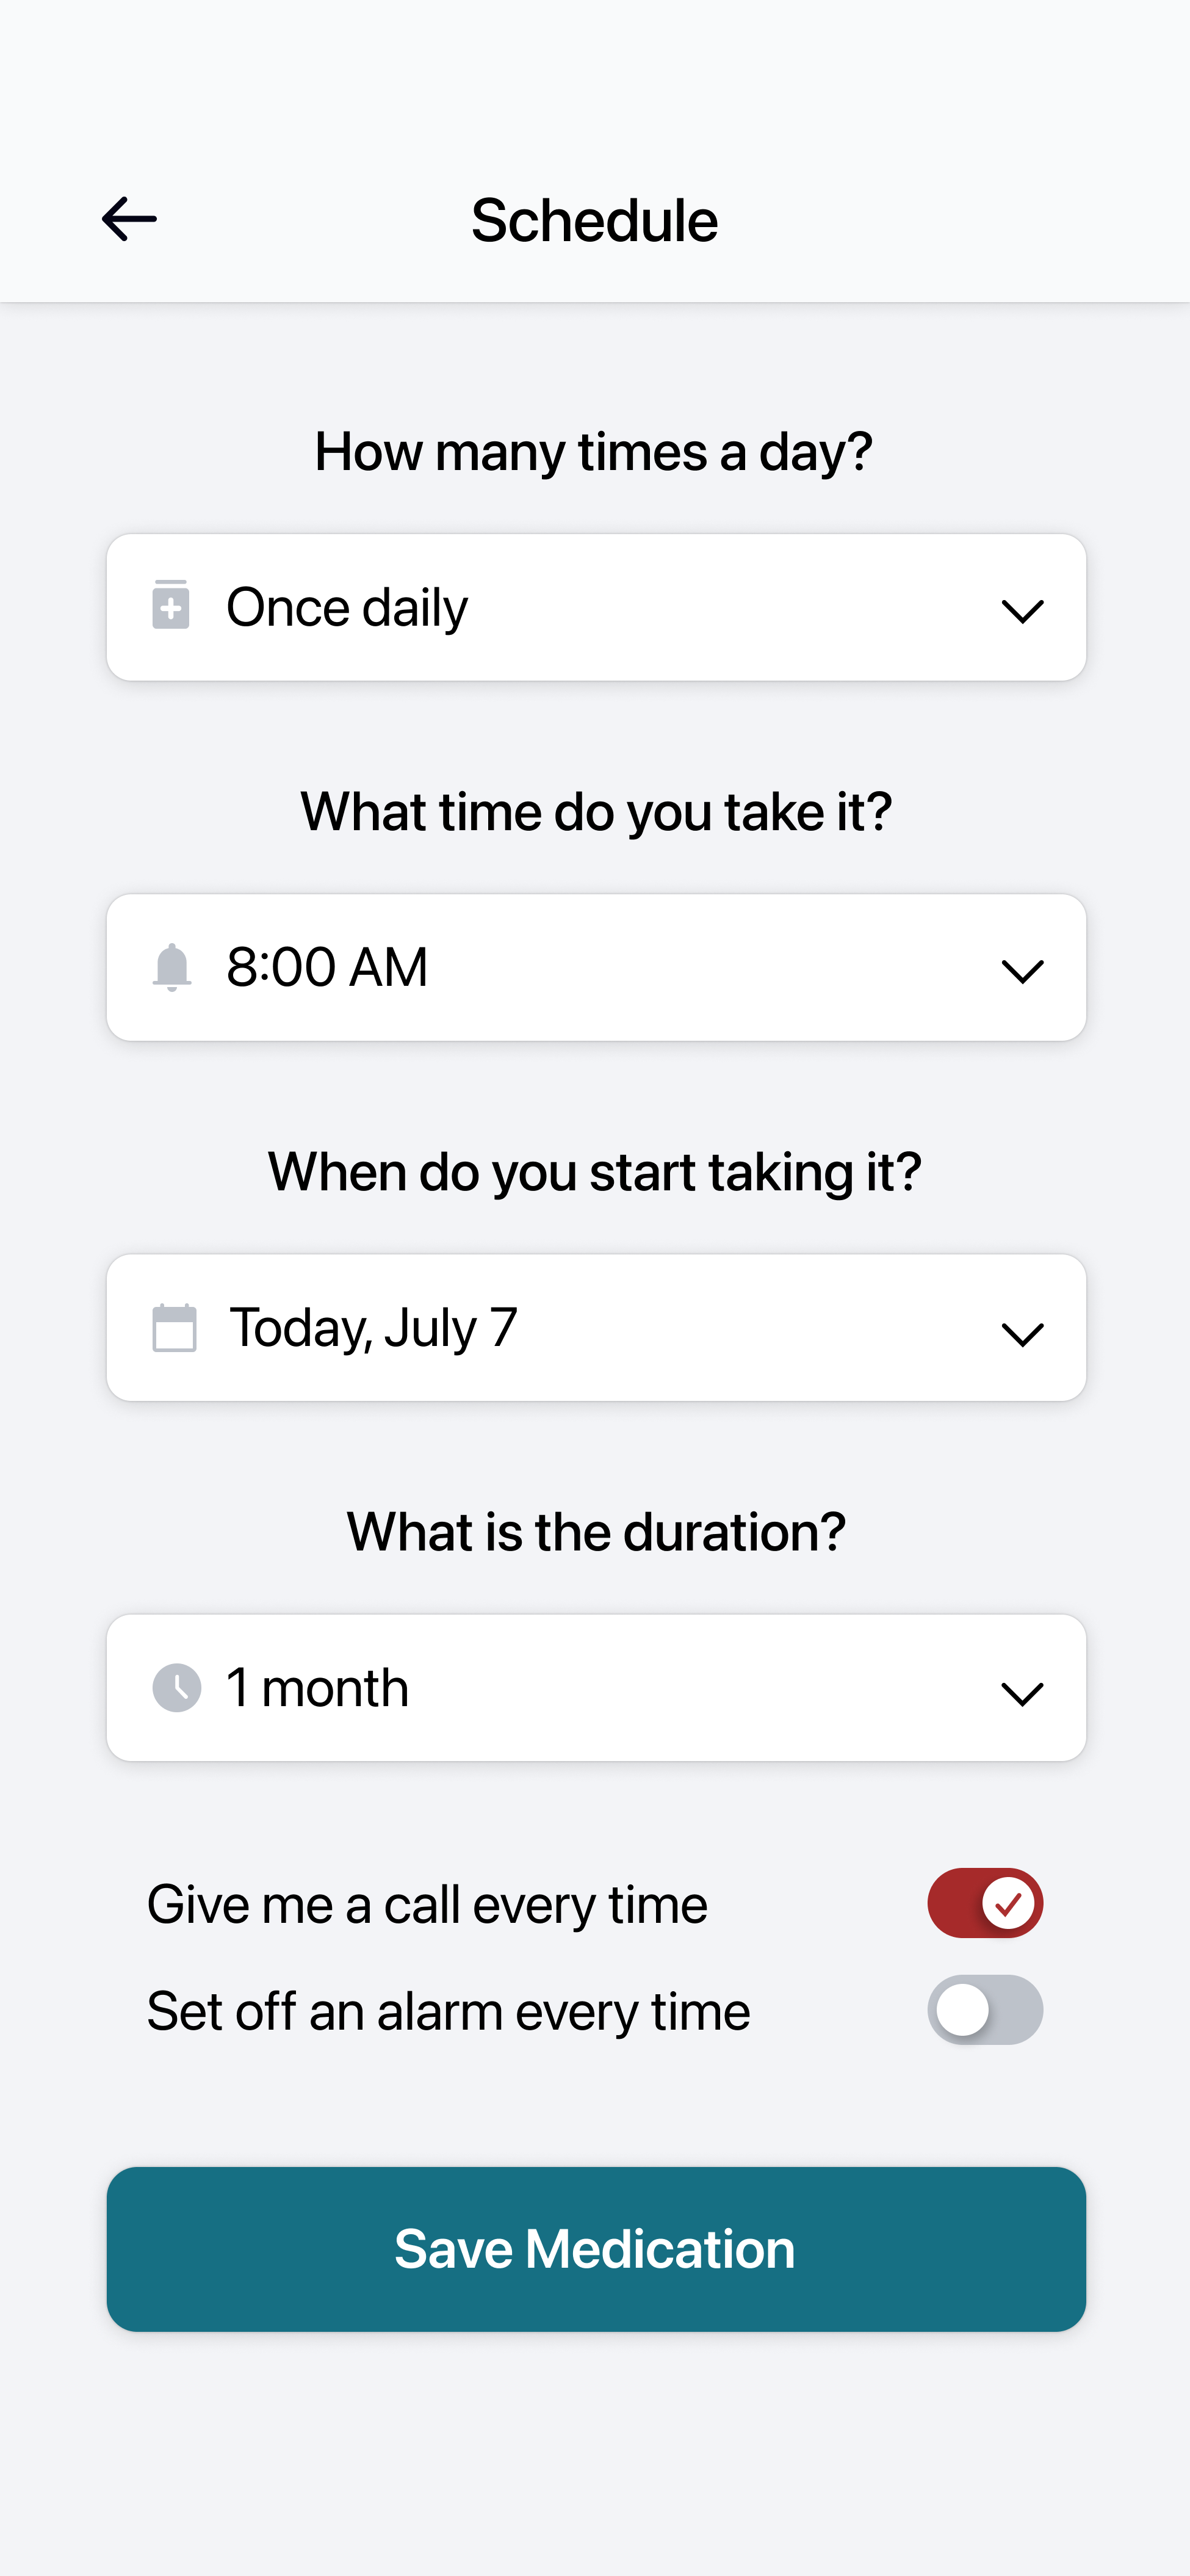 Schedule
How many times a day?
Once daily
What time do you take it?
8:00 AM
When do you start taking it?
Today, July 7
What is the duration?
1 month
Give me a call every time
Set off an alarm every time
Save Medication